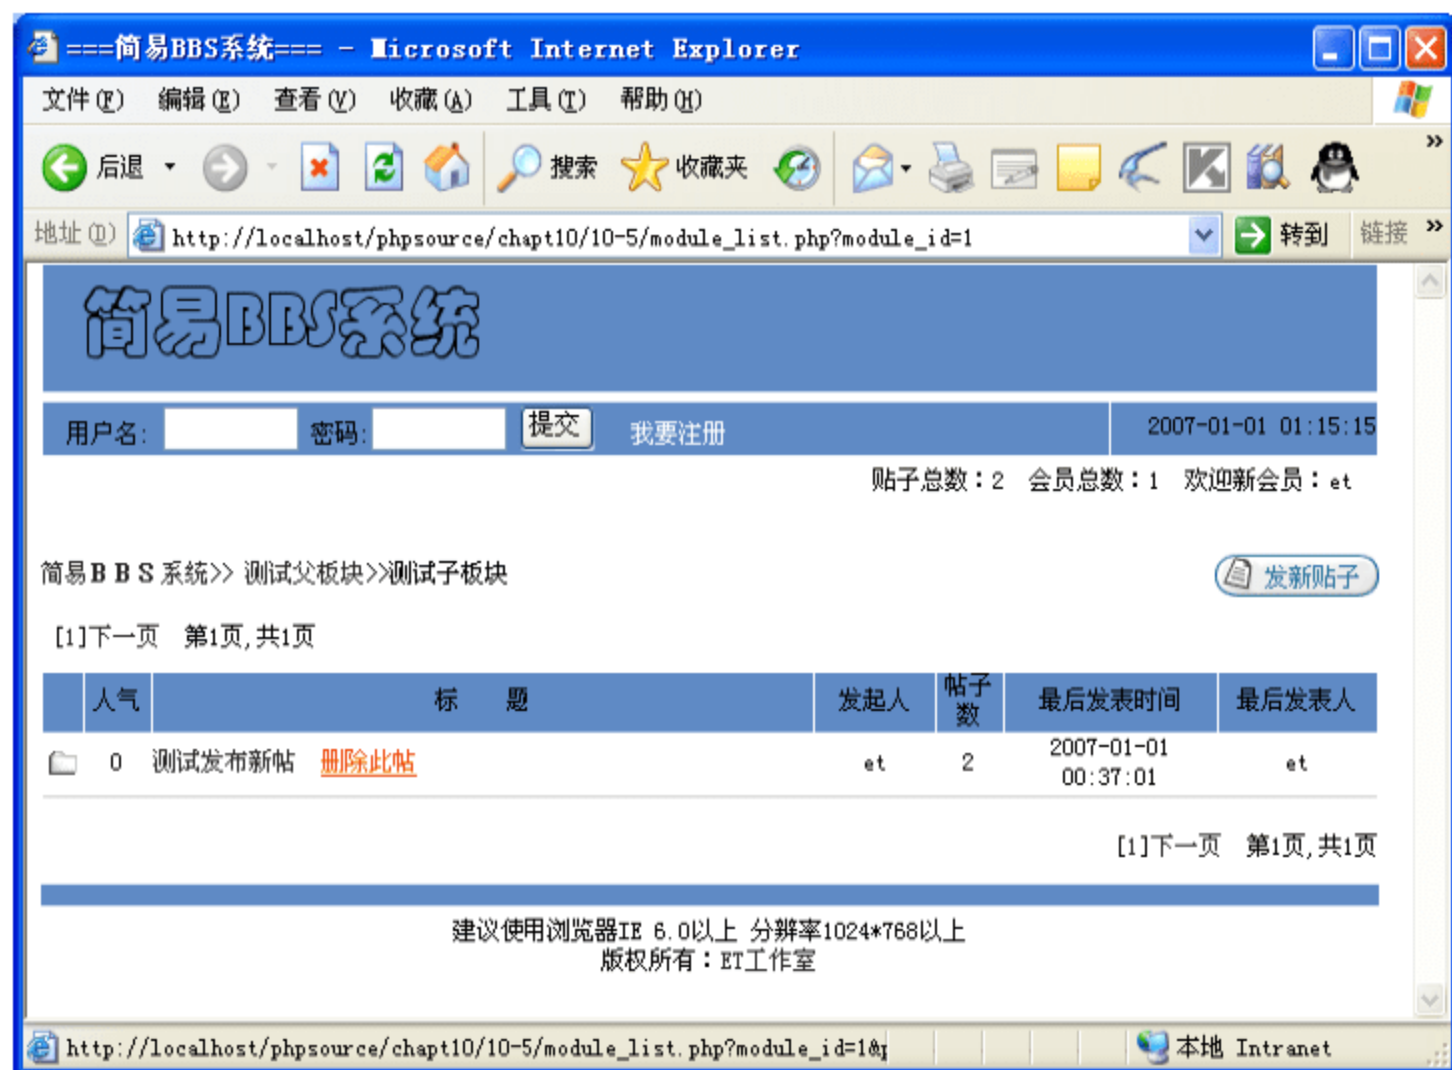 ===简易BBS系统=== - Microsoft Internet Explorer
文件(F) 编辑(E) 查看(V) 收藏(A) 工具(T) 帮助(H)
后退 搜索 收藏夹 »
地址(D) http://localhost/phpsource/chapt10/10-5/module_list.php?module_id=1 转到 链接 »
简易BBS系统
用户名: 密码: 提交 我要注册 2007-01-01 01:15:15
贴子总数：2 会员总数：1 欢迎新会员：et
简易BBS系统>> 测试父板块>>测试子板块 发新贴子
[1]下一页 第1页,共1页
人气 标 题 发起人 帖子数 最后发表时间 最后发表人
0 测试发布新帖 删除此帖 et 2 2007-01-01 00:37:01 et
[1]下一页 第1页,共1页
建议使用浏览器IE 6.0以上 分辨率1024*768以上
版权所有：ET工作室
http://localhost/phpsource/chapt10/10-5/module_list.php?module_id=1&p 本地 Intranet